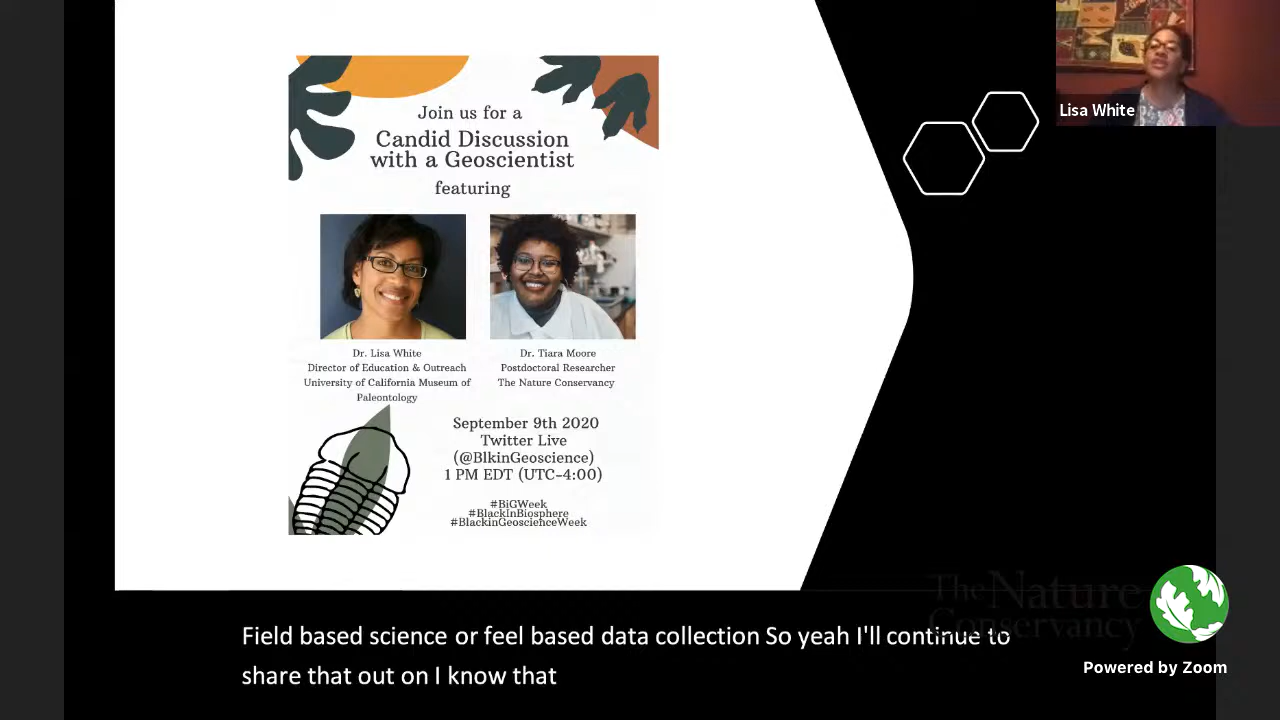 Join us for a
Candid Discussion
with a Geoscientist
featuring
Dr. Lisa White
Director of Education & Outreach
University of California Museum of
Paleontology
Dr. Tiara Moore
Postdoctoral Researcher
The Nature Conservancy
September 9th 2020
Twitter Live
(@BlkinGeoscience)
1 PM EDT (UTC-4:00)
#BiGWeek
#BlackInBiosphere
#BlackinGeoscienceWeek
Lisa White
The Nature
Conservancy
Field based science or feel based data collection So yeah I'll continue to
share that out on I know that
Powered by Zoom